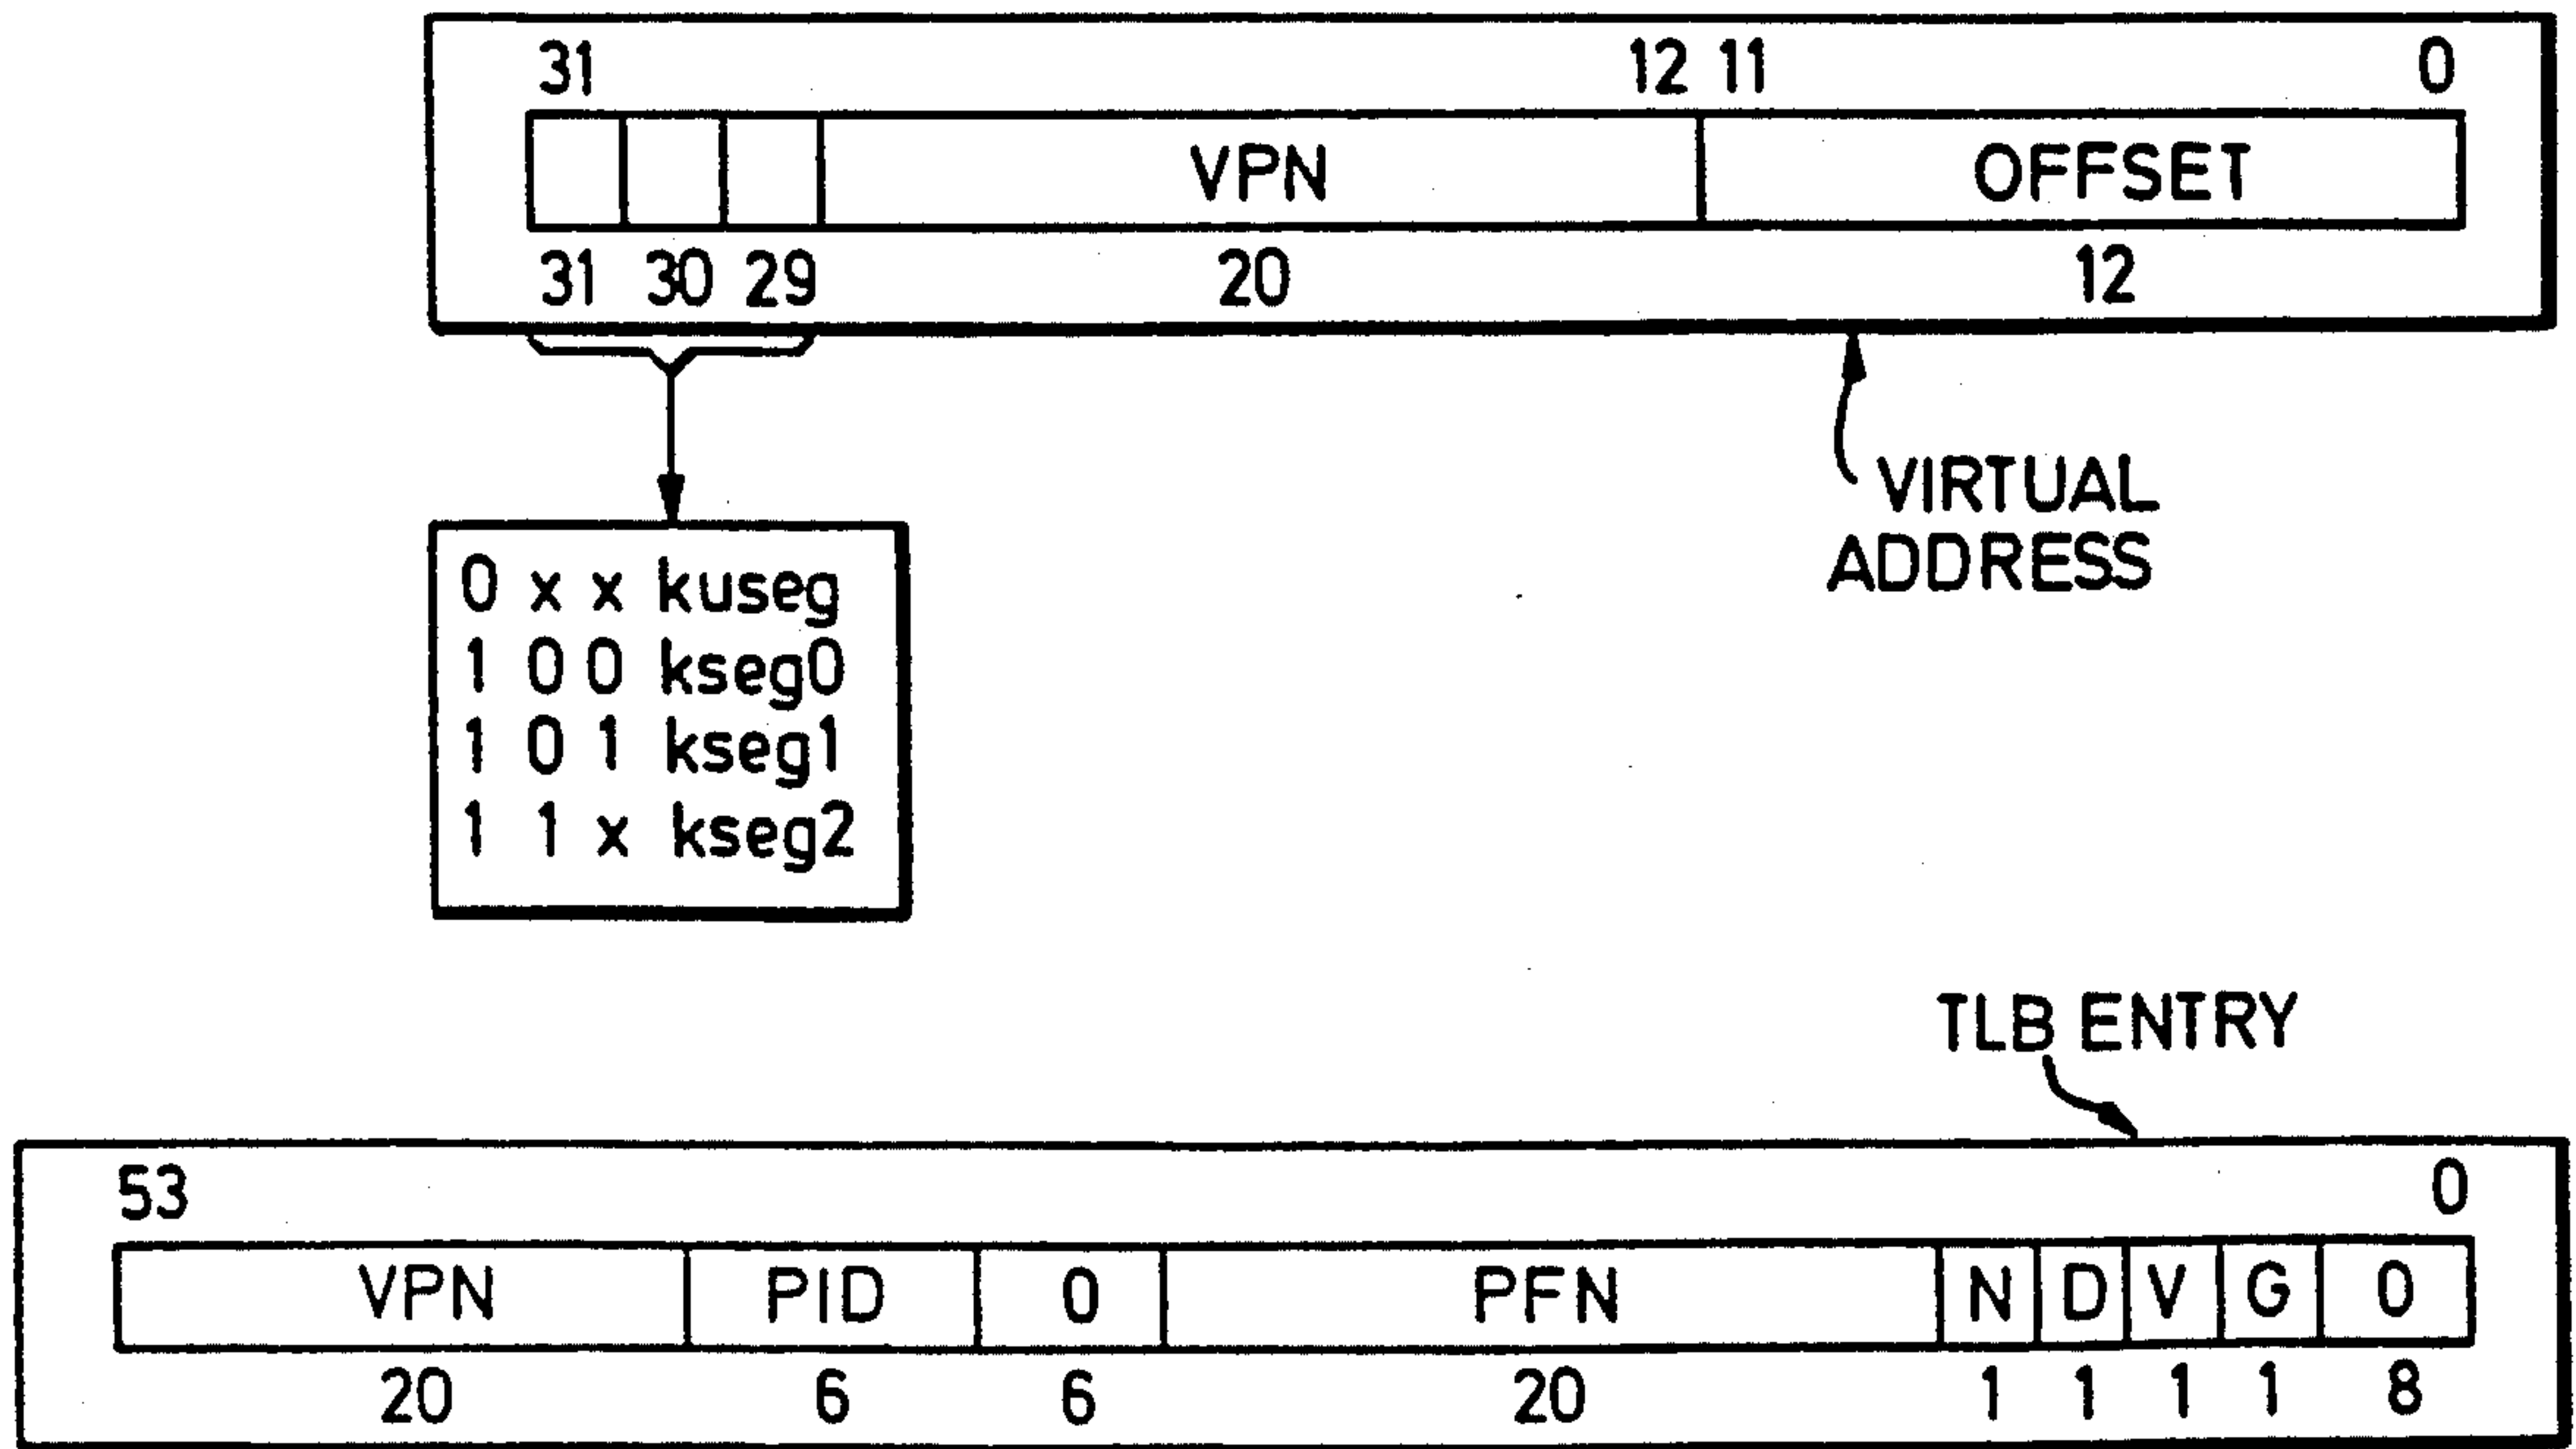 31 12 11 0
VPN OFFSET
31 30 29 20 12
0 x x kuseg
1 0 0 kseg0
1 0 1 kseg1
1 1 x kseg2
VIRTUAL
ADDRESS
TLB ENTRY
53 0
VPN PID 0 PFN N D V G 0
20 6 6 20 1 1 1 1 8